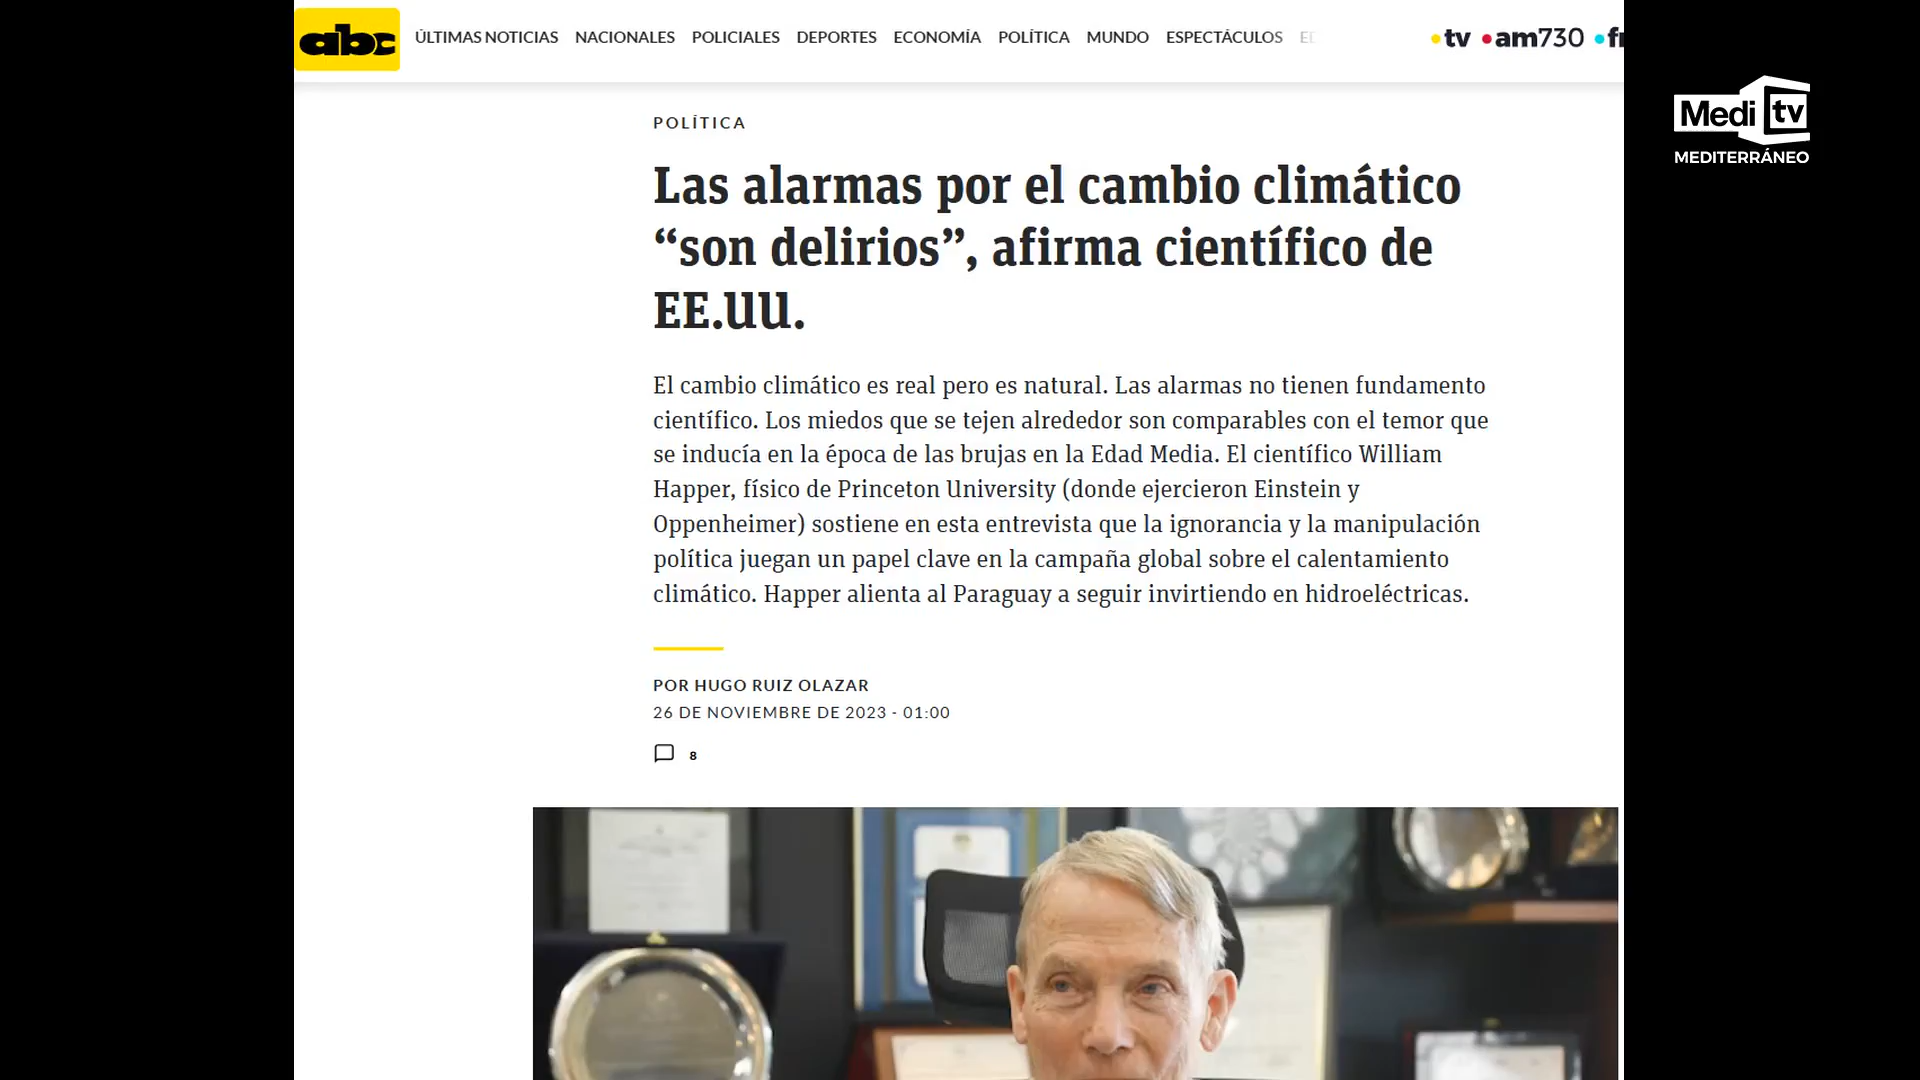 abc
ÚLTIMAS NOTICIAS NACIONALES POLICIALES DEPORTES ECONOMÍA POLÍTICA MUNDO ESPECTÁCULOS
tv am730
Medi tv
MEDITERRÁNEO
POLÍTICA
Las alarmas por el cambio climático
“son delirios”, afirma científico de
EE.UU.
El cambio climático es real pero es natural. Las alarmas no tienen fundamento
científico. Los miedos que se tejen alrededor son comparables con el temor que
se inducía en la época de las brujas en la Edad Media. El científico William
Happer, físico de Princeton University (donde ejercieron Einstein y
Oppenheimer) sostiene en esta entrevista que la ignorancia y la manipulación
política juegan un papel clave en la campaña global sobre el calentamiento
climático. Happer alienta al Paraguay a seguir invirtiendo en hidroeléctricas.
POR HUGO RUIZ OLAZAR
26 DE NOVIEMBRE DE 2023 - 01:00
8